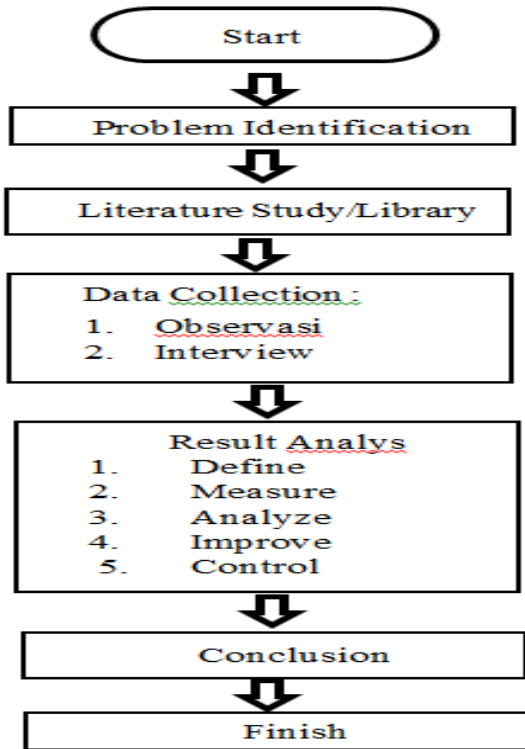 Start
Problem Identification
Literature Study/Library
Data Collection :
1. Observasi
2. Interview
Result Analys
1. Define
2. Measure
3. Analyze
4. Improve
5. Control
Conclusion
Finish